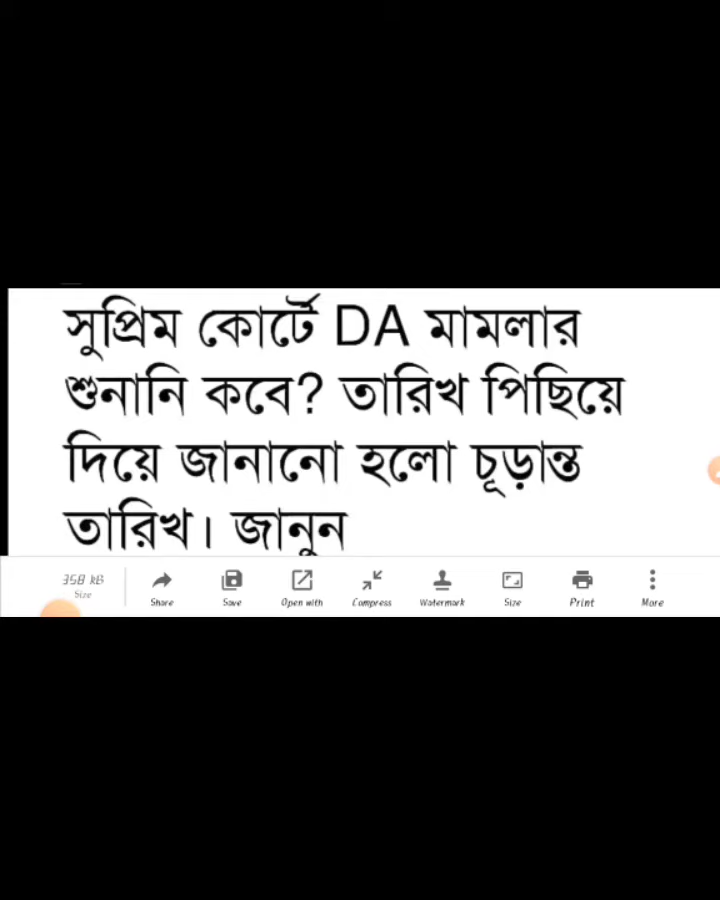 সুপ্রিম কোর্টে DA মামলার
শুনানি কবে? তারিখ পিছিয়ে
দিয়ে জানানো হলো চূড়ান্ত
তারিখ। জানুন
358 kB
Size
Share Save Open with Compress Watermark Size Print More